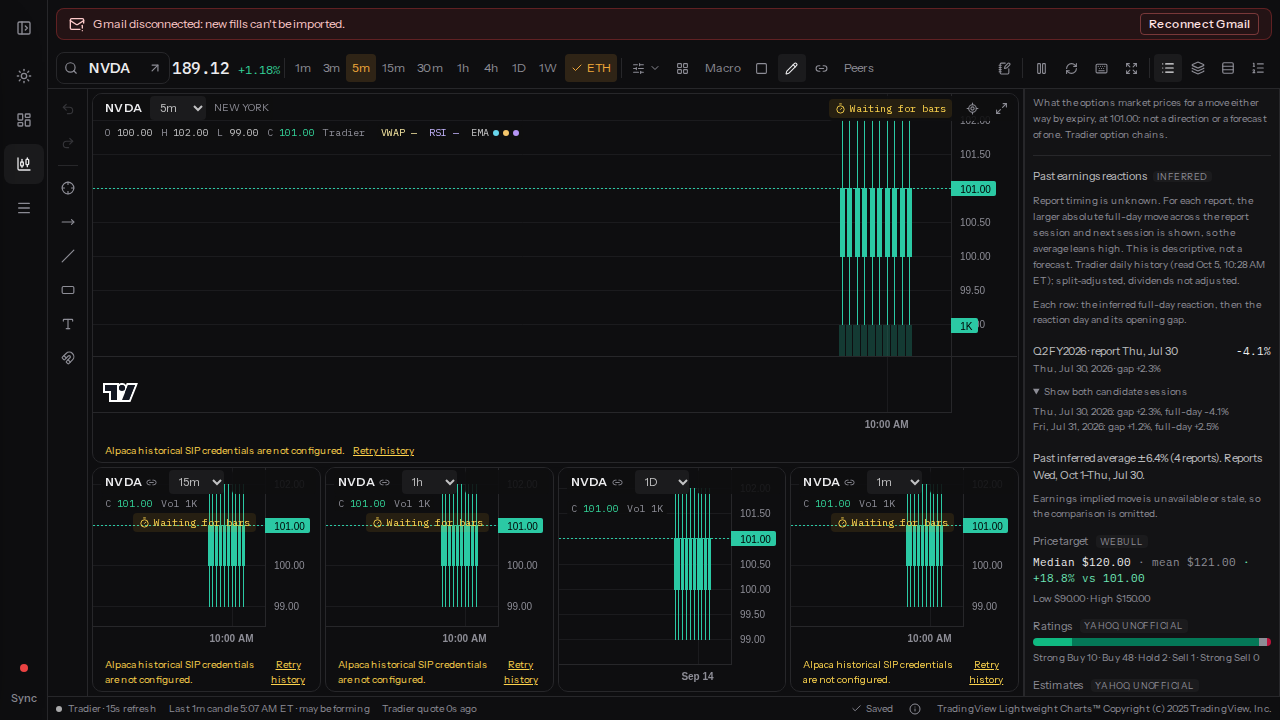 Gmail disconnected: new fills can't be imported.
Reconnect Gmail
NVDA 189.12 +1.18% 1m 3m 5m 15m 30m 1h 4h 1D 1W ETH Macro Peers
NVDA 5m NEW YORK Waiting for bars
O 100.00 H 102.00 L 99.00 C 101.00 Tradier VWAP — RSI — EMA
102.00
101.50
101.00
100.50
100.00
99.50
1K
10:00 AM
Alpaca historical SIP credentials are not configured. Retry history
NVDA 15m
C 101.00 Vol 1K
Waiting for bars
102.00
101.00
100.00
99.00
10:00 AM
Alpaca historical SIP credentials
are not configured.
Retry
history
NVDA 1h
C 101.00 Vol 1K
Waiting for bars
102.00
101.00
100.00
99.00
10:00 AM
Alpaca historical SIP credentials
are not configured.
Retry
history
NVDA 1D
C 101.00 Vol 1K
102.00
101.50
101.00
100.50
100.00
99.50
99.00
Sep 14
NVDA 1m
C 101.00 Vol 1K
Waiting for bars
102.00
101.00
100.00
99.00
10:00 AM
Alpaca historical SIP credentials
are not configured.
Retry
history
What the options market prices for a move either
way by expiry, at 101.00: not a direction or a forecast
of one. Tradier option chains.
Past earnings reactions INFERRED
Report timing is unknown. For each report, the
larger absolute full-day move across the report
session and next session is shown, so the
average leans high. This is descriptive, not a
forecast. Tradier daily history (read Oct 5, 10:28 AM
ET); split-adjusted, dividends not adjusted.
Each row: the inferred full-day reaction, then the
reaction day and its opening gap.
Q2 FY2026 · report Thu, Jul 30 -4.1%
Thu, Jul 30, 2026 · gap +2.3%
▼ Show both candidate sessions
Thu, Jul 30, 2026: gap +2.3%, full-day -4.1%
Fri, Jul 31, 2026: gap +1.2%, full-day +2.5%
Past inferred average ±6.4% (4 reports). Reports
Wed, Oct 1–Thu, Jul 30.
Earnings implied move is unavailable or stale, so
the comparison is omitted.
Price target WEBULL
Median $120.00 · mean $121.00 ·
+18.8% vs 101.00
Low $90.00 · High $150.00
Ratings YAHOO, UNOFFICIAL
Strong Buy 10 · Buy 48 · Hold 2 · Sell 1 · Strong Sell 0
Estimates YAHOO, UNOFFICIAL
Sync
Tradier · 15s refresh Last 1m candle 5:07 AM ET · may be forming Tradier quote 0s ago Saved TradingView Lightweight Charts™ Copyright (c) 2025 TradingView, Inc.